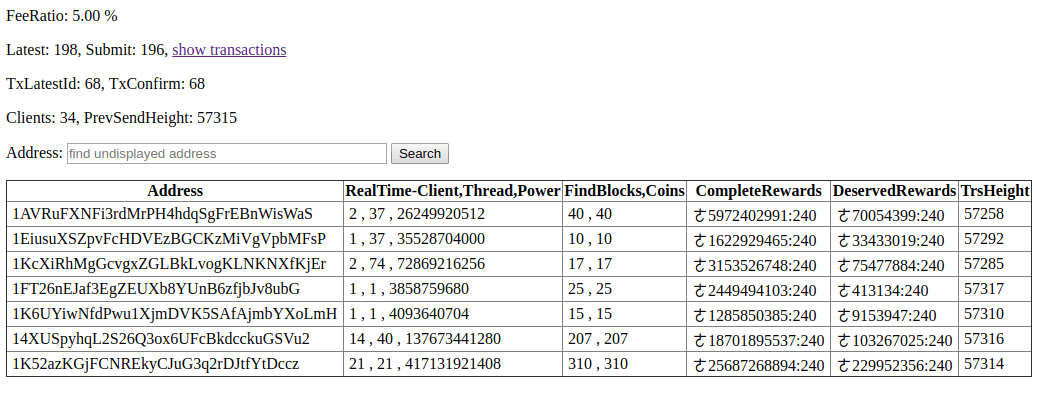 FeeRatio: 5.00 %
Latest: 198, Submit: 196, show transactions
TxLatestId: 68, TxConfirm: 68
Clients: 34, PrevSendHeight: 57315
Address: find undisplayed address Search
Address RealTime-Client,Thread,Power FindBlocks,Coins CompleteRewards DeservedRewards TrsHeight
1AVRuFXNFi3rdMrPH4hdqSgFrEBnWisWaS 2 , 37 , 26249920512 40 , 40 ㄜ5972402991:240 ㄜ70054399:240 57258
1EiusuXSZpvFcHDVEzBGCKzMiVgVpbMFsP 1 , 37 , 35528704000 10 , 10 ㄜ1622929465:240 ㄜ33433019:240 57292
1KcXiRhMgGcvgxZGLBkLvogKLNKNXfKjEr 2 , 74 , 72869216256 17 , 17 ㄜ3153526748:240 ㄜ75477884:240 57285
1FT26nEJaf3EgZEUXb8YUnB6zfjbJv8ubG 1 , 1 , 3858759680 25 , 25 ㄜ2449494103:240 ㄜ413134:240 57317
1K6UYiwNfdPwu1XjmDVK5SAfAjmbYXoLmH 1 , 1 , 4093640704 15 , 15 ㄜ1285850385:240 ㄜ9153947:240 57310
14XUSpyhqL2S26Q3ox6UFcBkdcckuGSVu2 14 , 40 , 137673441280 207 , 207 ㄜ18701895537:240 ㄜ103267025:240 57316
1K52azKGjFCNREkyCJuG3q2rDJtfYtDccz 21 , 21 , 417131921408 310 , 310 ㄜ25687268894:240 ㄜ229952356:240 57314